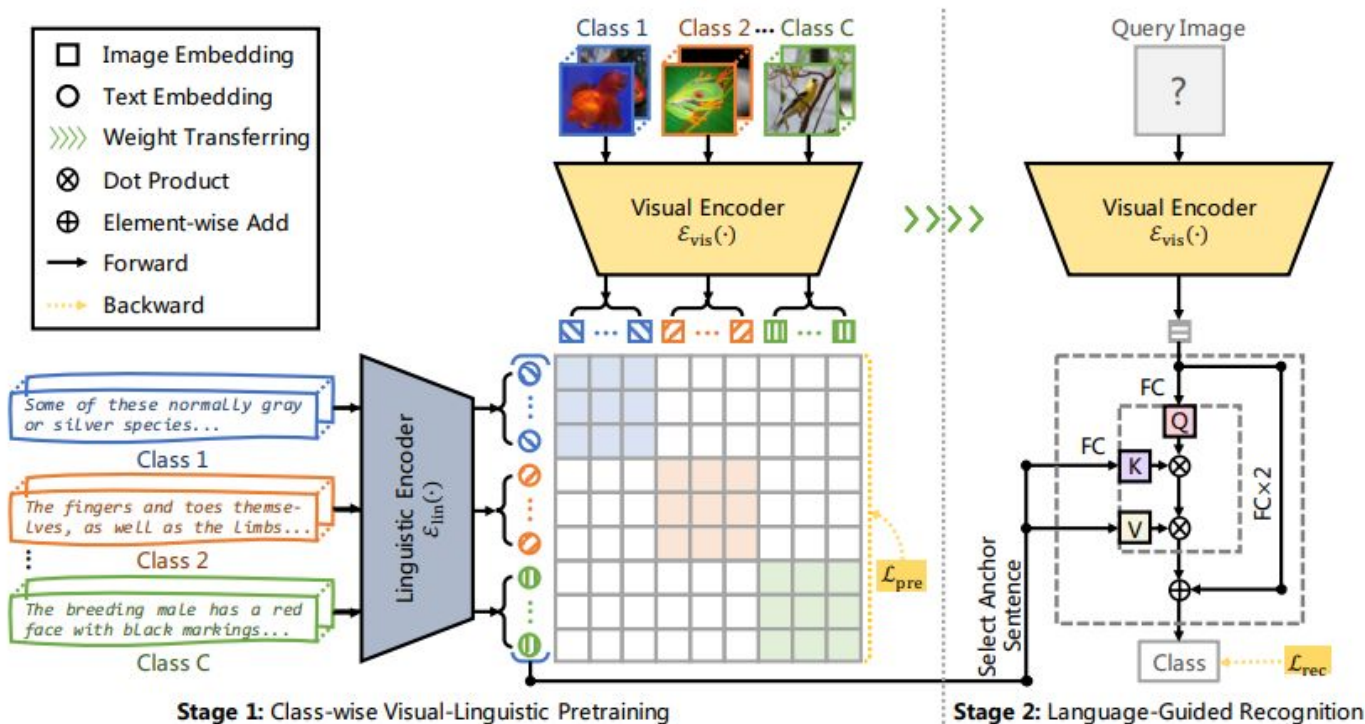 Image Embedding
Text Embedding
Weight Transferring
Dot Product
Element-wise Add
Forward
Backward
Class 1
Class 2 ··· Class C
Visual Encoder
ℰvis(·)
Some of these normally gray
or silver species...
Class 1
The fingers and toes themse-
lves, as well as the limbs...
Class 2
The breeding male has a red
face with black markings...
Class C
Linguistic Encoder
ℰlin(·)
ℒpre
Select Anchor
Sentence
Stage 1: Class-wise Visual-Linguistic Pretraining
Query Image
?
Visual Encoder
ℰvis(·)
FC
Q
FC
K
V
FC×2
Class
ℒrec
Stage 2: Language-Guided Recognition